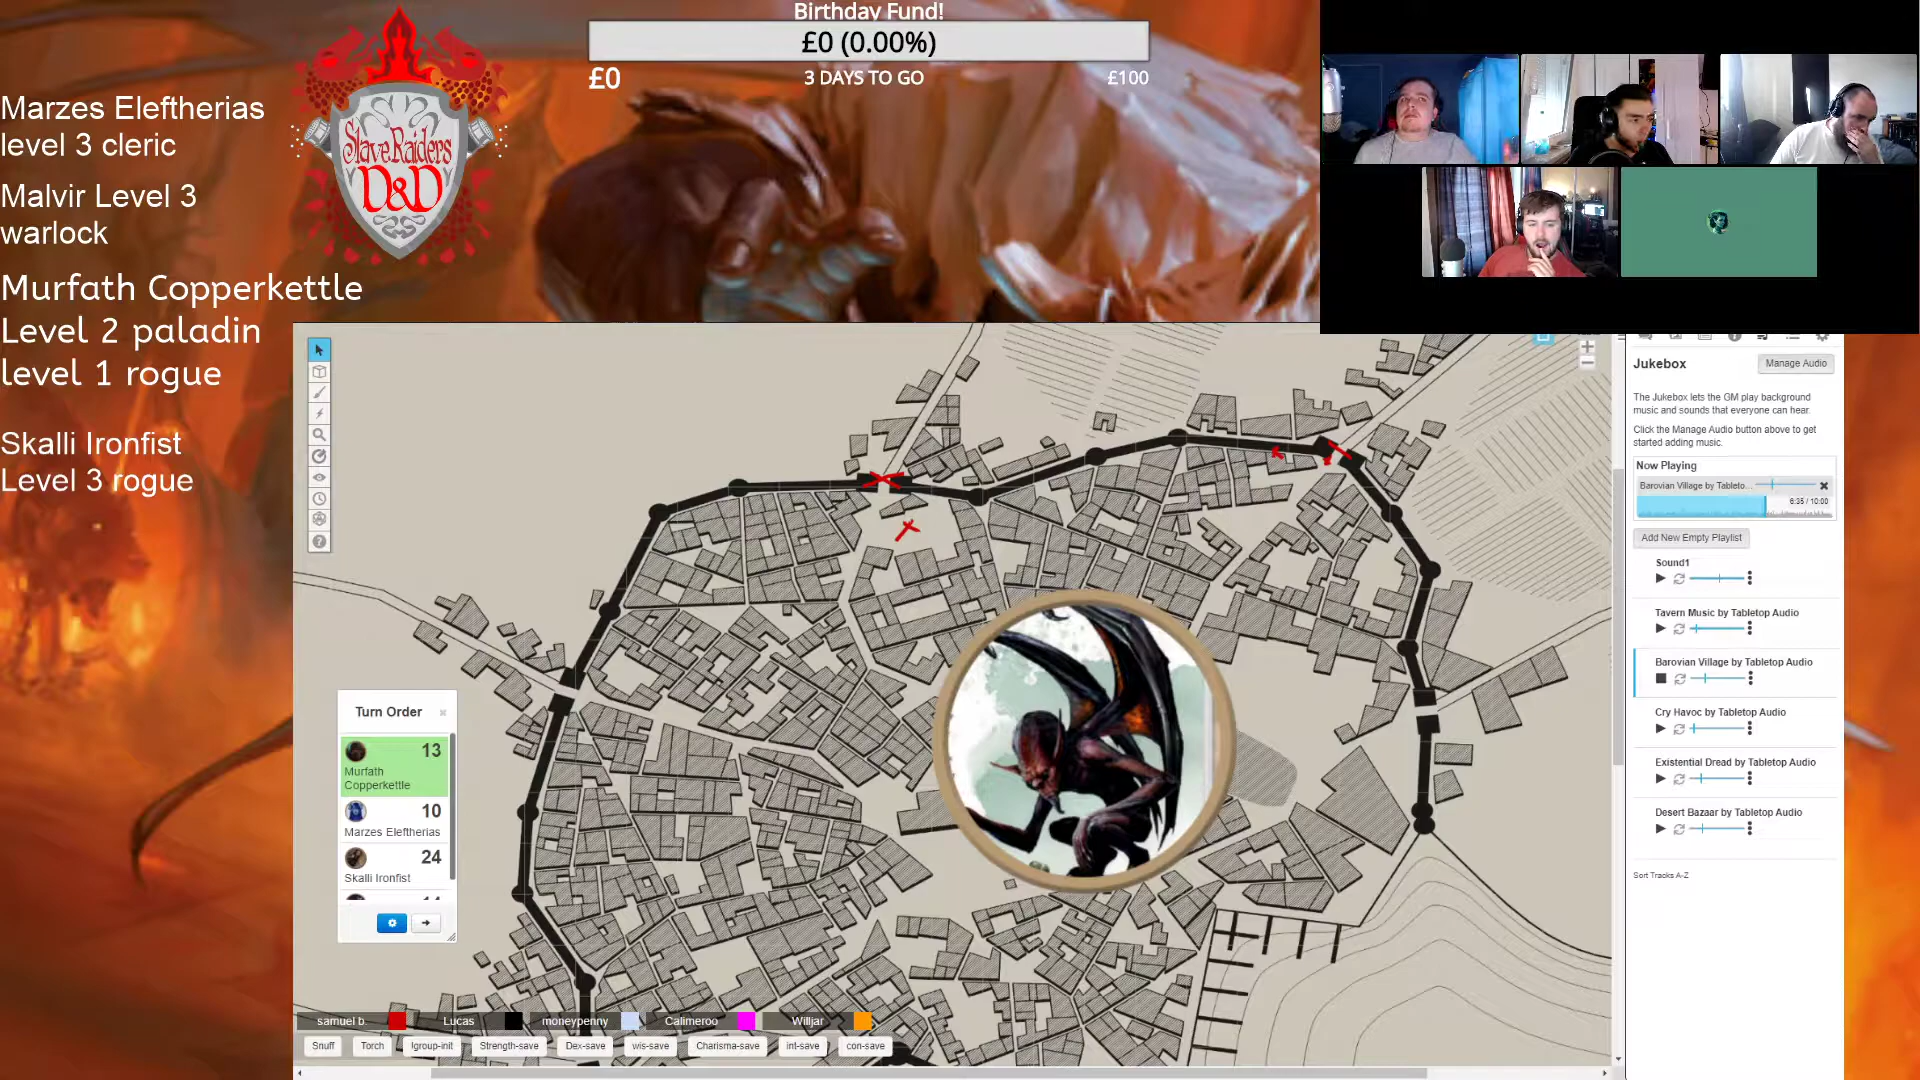 Birthday Fund!
£0 (0.00%)
£0
3 DAYS TO GO
£100
Marzes Eleftherias
level 3 cleric
Malvir Level 3
warlock
Murfath Copperkettle
Level 2 paladin
level 1 rogue
Skalli Ironfist
Level 3 rogue
SlaveRaiders
D&D
Turn Order
13
Murfath
Copperkettle
10
Marzes Eleftherias
24
Skalli Ironfist
samuel b.
Lucas
moneypenny
Calimeroo
Willjar
Snuff
Torch
Igroup-init
Strength-save
Dex-save
wis-save
Charisma-save
int-save
con-save
Jukebox
Manage Audio
The Jukebox lets the GM play background
music and sounds that everyone can hear.
Click the Manage Audio button above to get
started adding music.
Now Playing
Barovian Village by Tableto...
6:35 / 10:00
Add New Empty Playlist
Sound1
Tavern Music by Tabletop Audio
Barovian Village by Tabletop Audio
Cry Havoc by Tabletop Audio
Existential Dread by Tabletop Audio
Desert Bazaar by Tabletop Audio
Sort Tracks A-Z